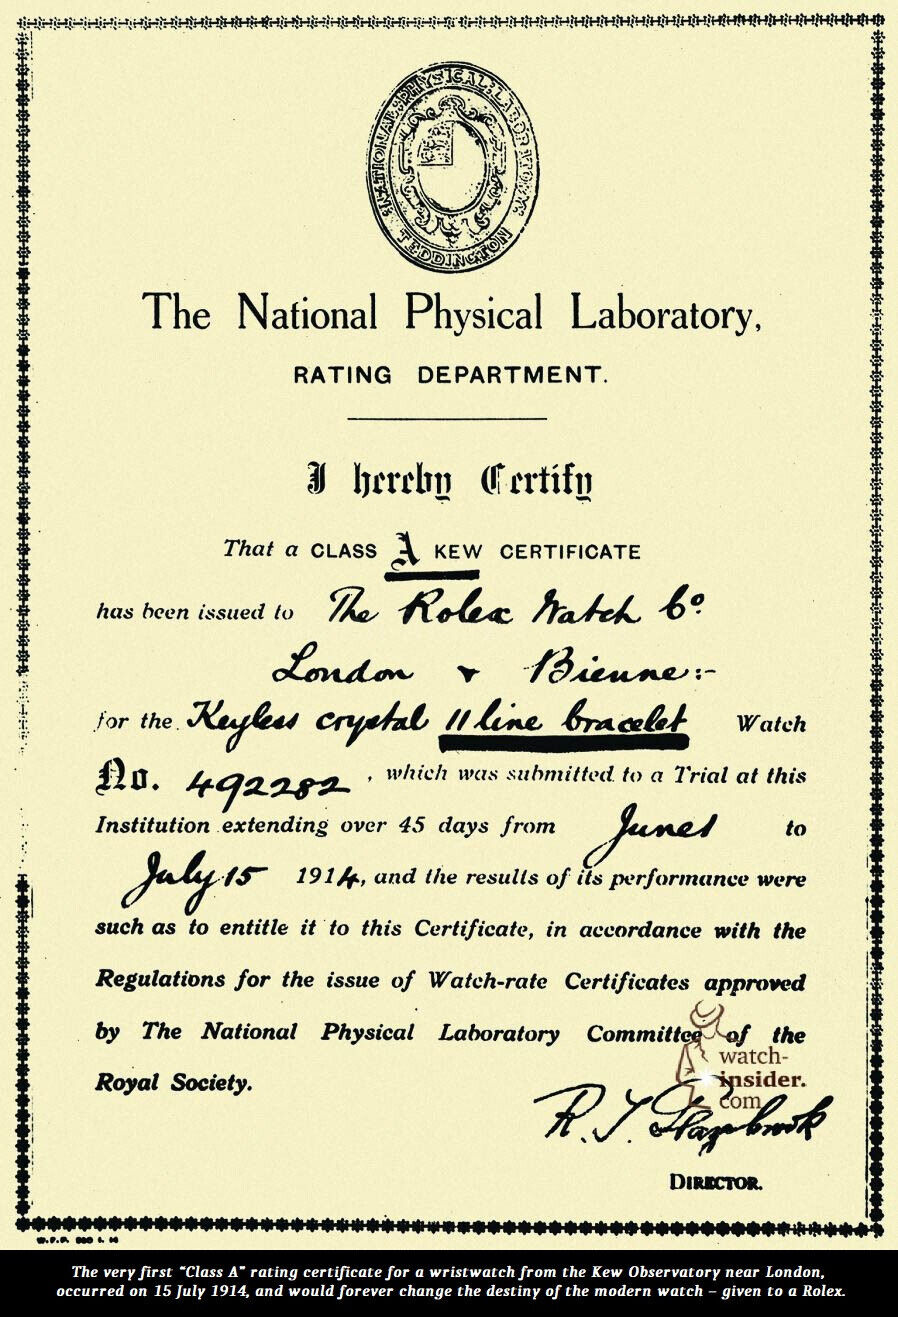 NATIONAL PHYSICAL LABORATORY
TEDDINGTON
The National Physical Laboratory,
RATING DEPARTMENT.
I hereby Certify
That a CLASS A KEW CERTIFICATE
has been issued to The Rolex Watch Co.
London & Bienne:-
for the Keyless crystal 11 line bracelet Watch
No. 492282, which was submitted to a Trial at this
Institution extending over 45 days from June 1 to
July 15 1914, and the results of its performance were
such as to entitle it to this Certificate, in accordance with the
Regulations for the issue of Watch-rate Certificates approved
by The National Physical Laboratory Committee of the
Royal Society.
watch-
insider.
com
R. T. Glazebrook
DIRECTOR.
The very first "Class A" rating certificate for a wristwatch from the Kew Observatory near London,
occurred on 15 July 1914, and would forever change the destiny of the modern watch – given to a Rolex.